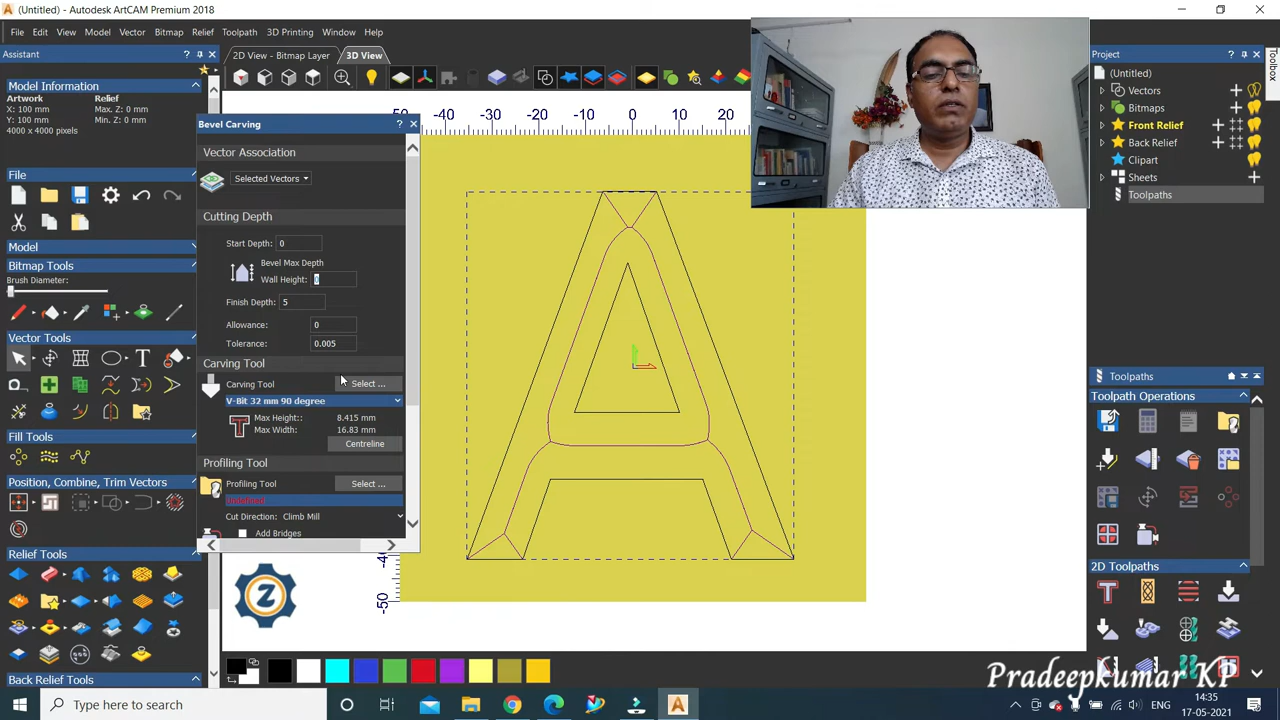 (Untitled) - Autodesk ArtCAM Premium 2018
File Edit View Model Vector Bitmap Relief Toolpath 3D Printing Window Help
Assistant
2D View - Bitmap Layer
3D View
Project
Toolbox
Model Information
Artwork Relief
X: 100 mm Max. Z: 0 mm
Y: 100 mm Min. Z: 0 mm
4000 x 4000 pixels
(Untitled)
Vectors
Bitmaps
Front Relief
Back Relief
Clipart
Sheets
Toolpaths
File
Model
Bitmap Tools
Brush Diameter:
Vector Tools
Fill Tools
Position, Combine, Trim Vectors
Relief Tools
Back Relief Tools
50 -40 -30 -20 -10 0 10 20
-50
Bevel Carving
Vector Association
Selected Vectors
Cutting Depth
Start Depth: 0
Bevel Max Depth
Wall Height: 0
Finish Depth: 5
Allowance: 0
Tolerance: 0.005
Carving Tool
Carving Tool Select ...
V-Bit 32 mm 90 degree
Max Height:: 8.415 mm
Max Width: 16.83 mm
Centreline
Profiling Tool
Profiling Tool Select ...
Undefined
Cut Direction: Climb Mill
Add Bridges
Z
Toolpaths
Toolpath Operations
2D Toolpaths
Pradeepkumar KP
Type here to search
ENG
14:35
17-05-2021